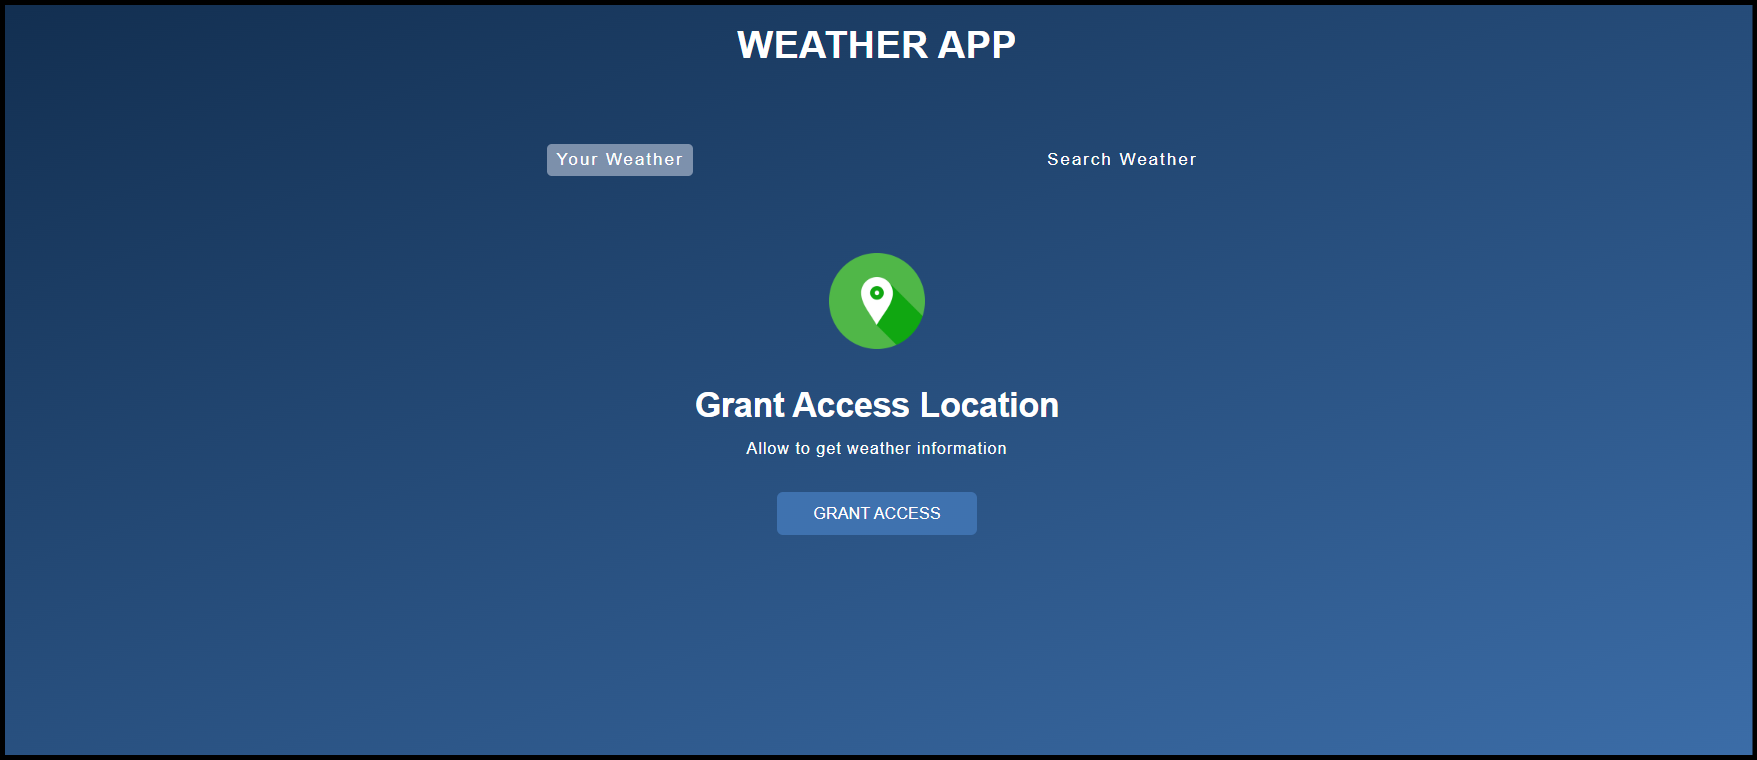 WEATHER APP
Your Weather
Search Weather
Grant Access Location
Allow to get weather information
GRANT ACCESS